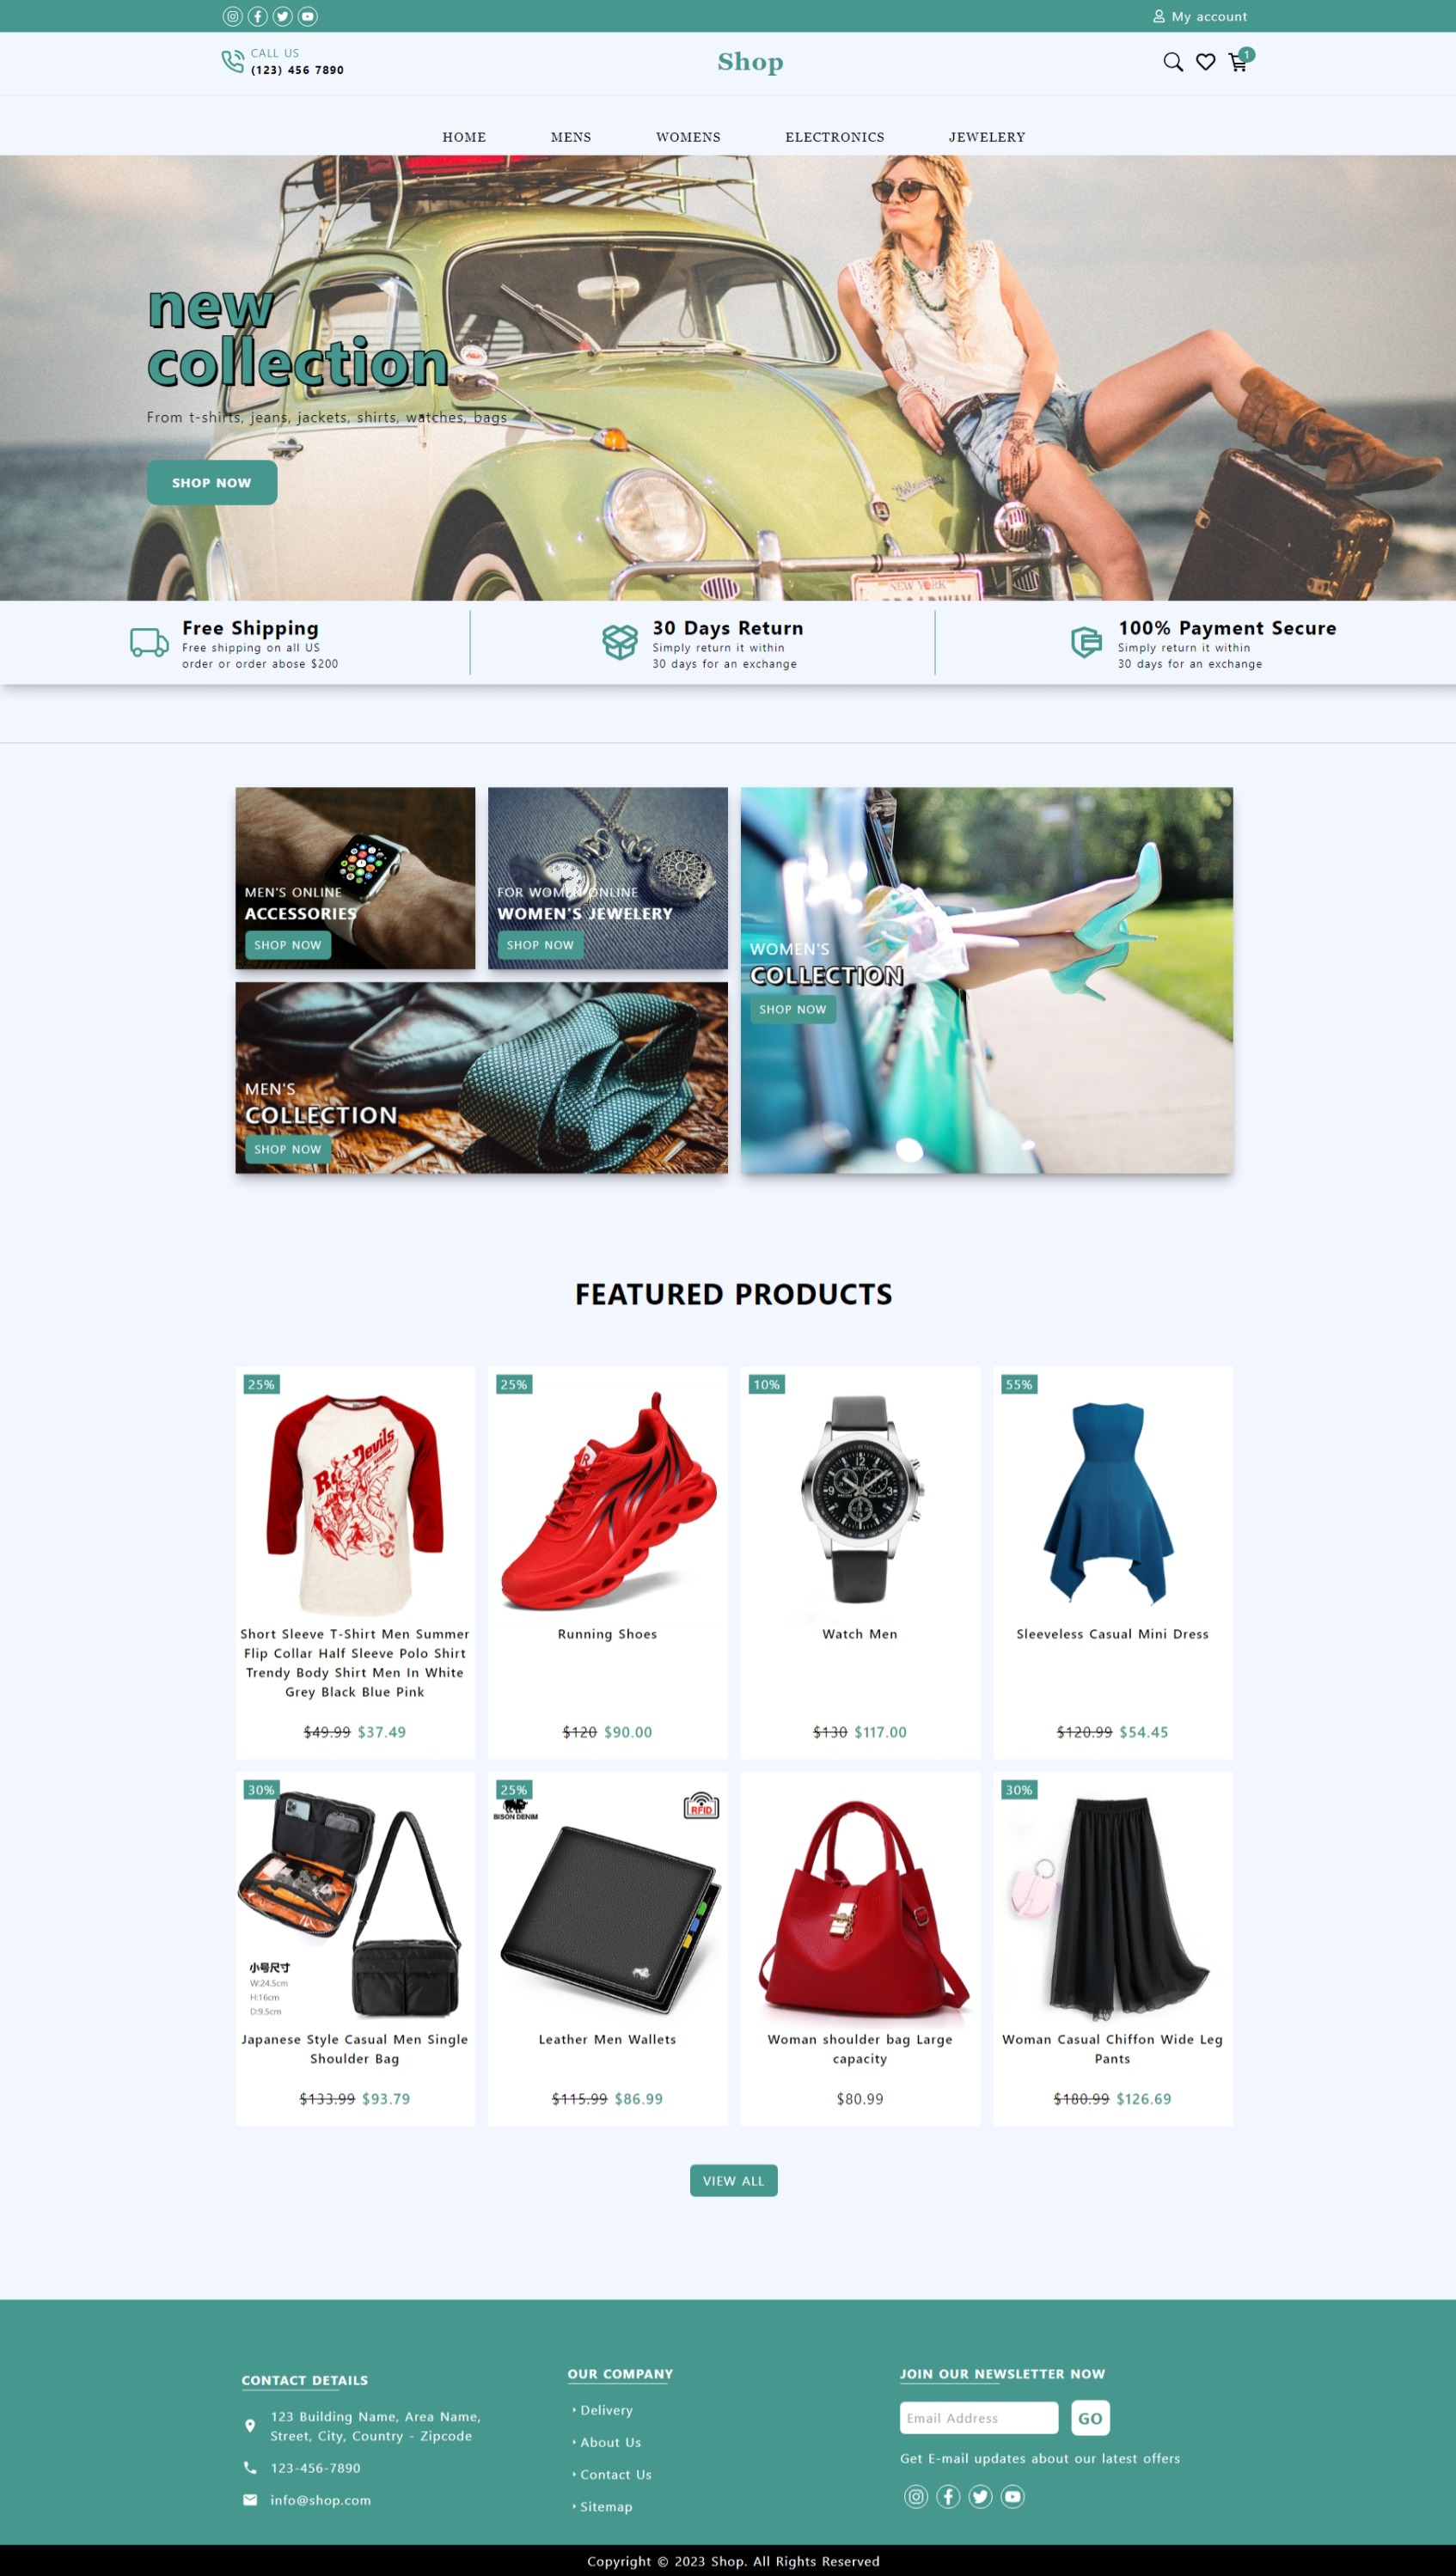 My account
CALL US
(123) 456 7890
Shop
1
HOME MENS WOMENS ELECTRONICS JEWELERY
new
collection
From t-shirts, jeans, jackets, shirts, watches, bags
SHOP NOW
Volkswagen
NEW YORK
BROADWAY
Free Shipping
Free shipping on all US
order or order above $200
30 Days Return
Simply return it within
30 days for an exchange
100% Payment Secure
Simply return it within
30 days for an exchange
MEN'S ONLINE
ACCESSORIES
SHOP NOW
FOR WOMEN ONLINE
WOMEN'S JEWELERY
SHOP NOW
WOMEN'S
COLLECTION
SHOP NOW
MEN'S
COLLECTION
SHOP NOW
FEATURED PRODUCTS
25%
Devils
Short Sleeve T-Shirt Men Summer
Flip Collar Half Sleeve Polo Shirt
Trendy Body Shirt Men In White
Grey Black Blue Pink
$49.99 $37.49
25%
R
Running Shoes
$120 $90.00
10%
12
9
3
Watch Men
$130 $117.00
55%
Sleeveless Casual Mini Dress
$120.99 $54.45
30%
小号尺寸
W:24.5cm
H:16cm
D:9.5cm
Japanese Style Casual Men Single
Shoulder Bag
$133.99 $93.79
25%
BISON DENIM
RFID
Leather Men Wallets
$115.99 $86.99
Woman shoulder bag Large
capacity
$80.99
30%
Woman Casual Chiffon Wide Leg
Pants
$180.99 $126.69
VIEW ALL
CONTACT DETAILS
123 Building Name, Area Name,
Street, City, Country - Zipcode
123-456-7890
info@shop.com
OUR COMPANY
Delivery
About Us
Contact Us
Sitemap
JOIN OUR NEWSLETTER NOW
Email Address
GO
Get E-mail updates about our latest offers
Copyright © 2023 Shop. All Rights Reserved